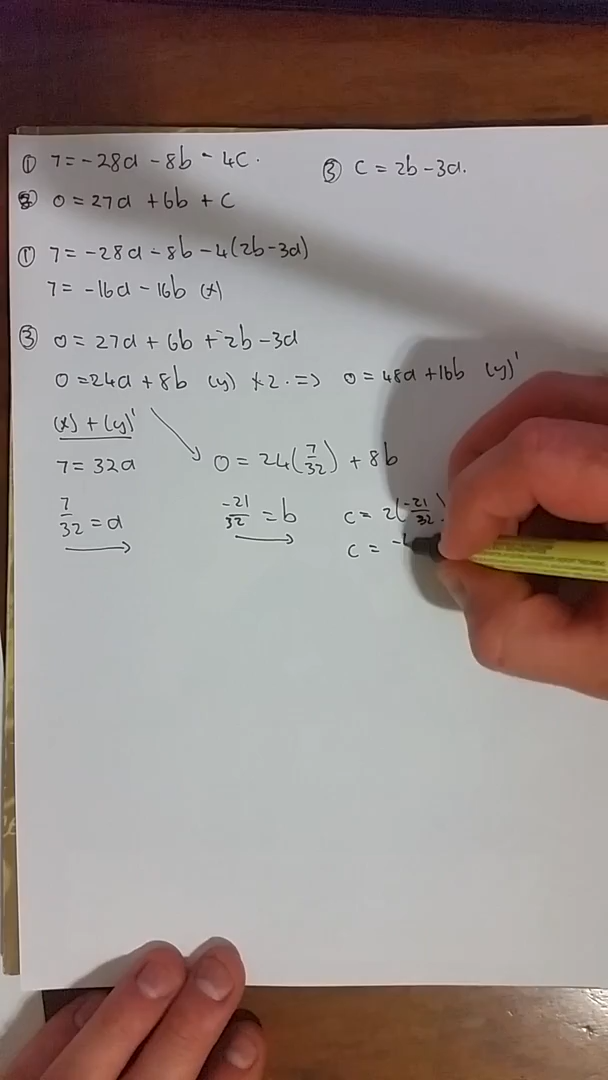 ① 7 = -28a - 8b - 4c.
③ c = 2b - 3a.
② 0 = 27a + 6b + c
① 7 = -28a - 8b - 4(2b - 3a)
7 = -16a - 16b (x)
③ 0 = 27a + 6b + 2b - 3a
0 = 24a + 8b (y) × 2. => 0 = 48a + 16b (y)'
(x) + (y)'
7 = 32a
0 = 24(7/32) + 8b
7/32 = a
-21/32 = b
c = 2(-21/32)
c = -